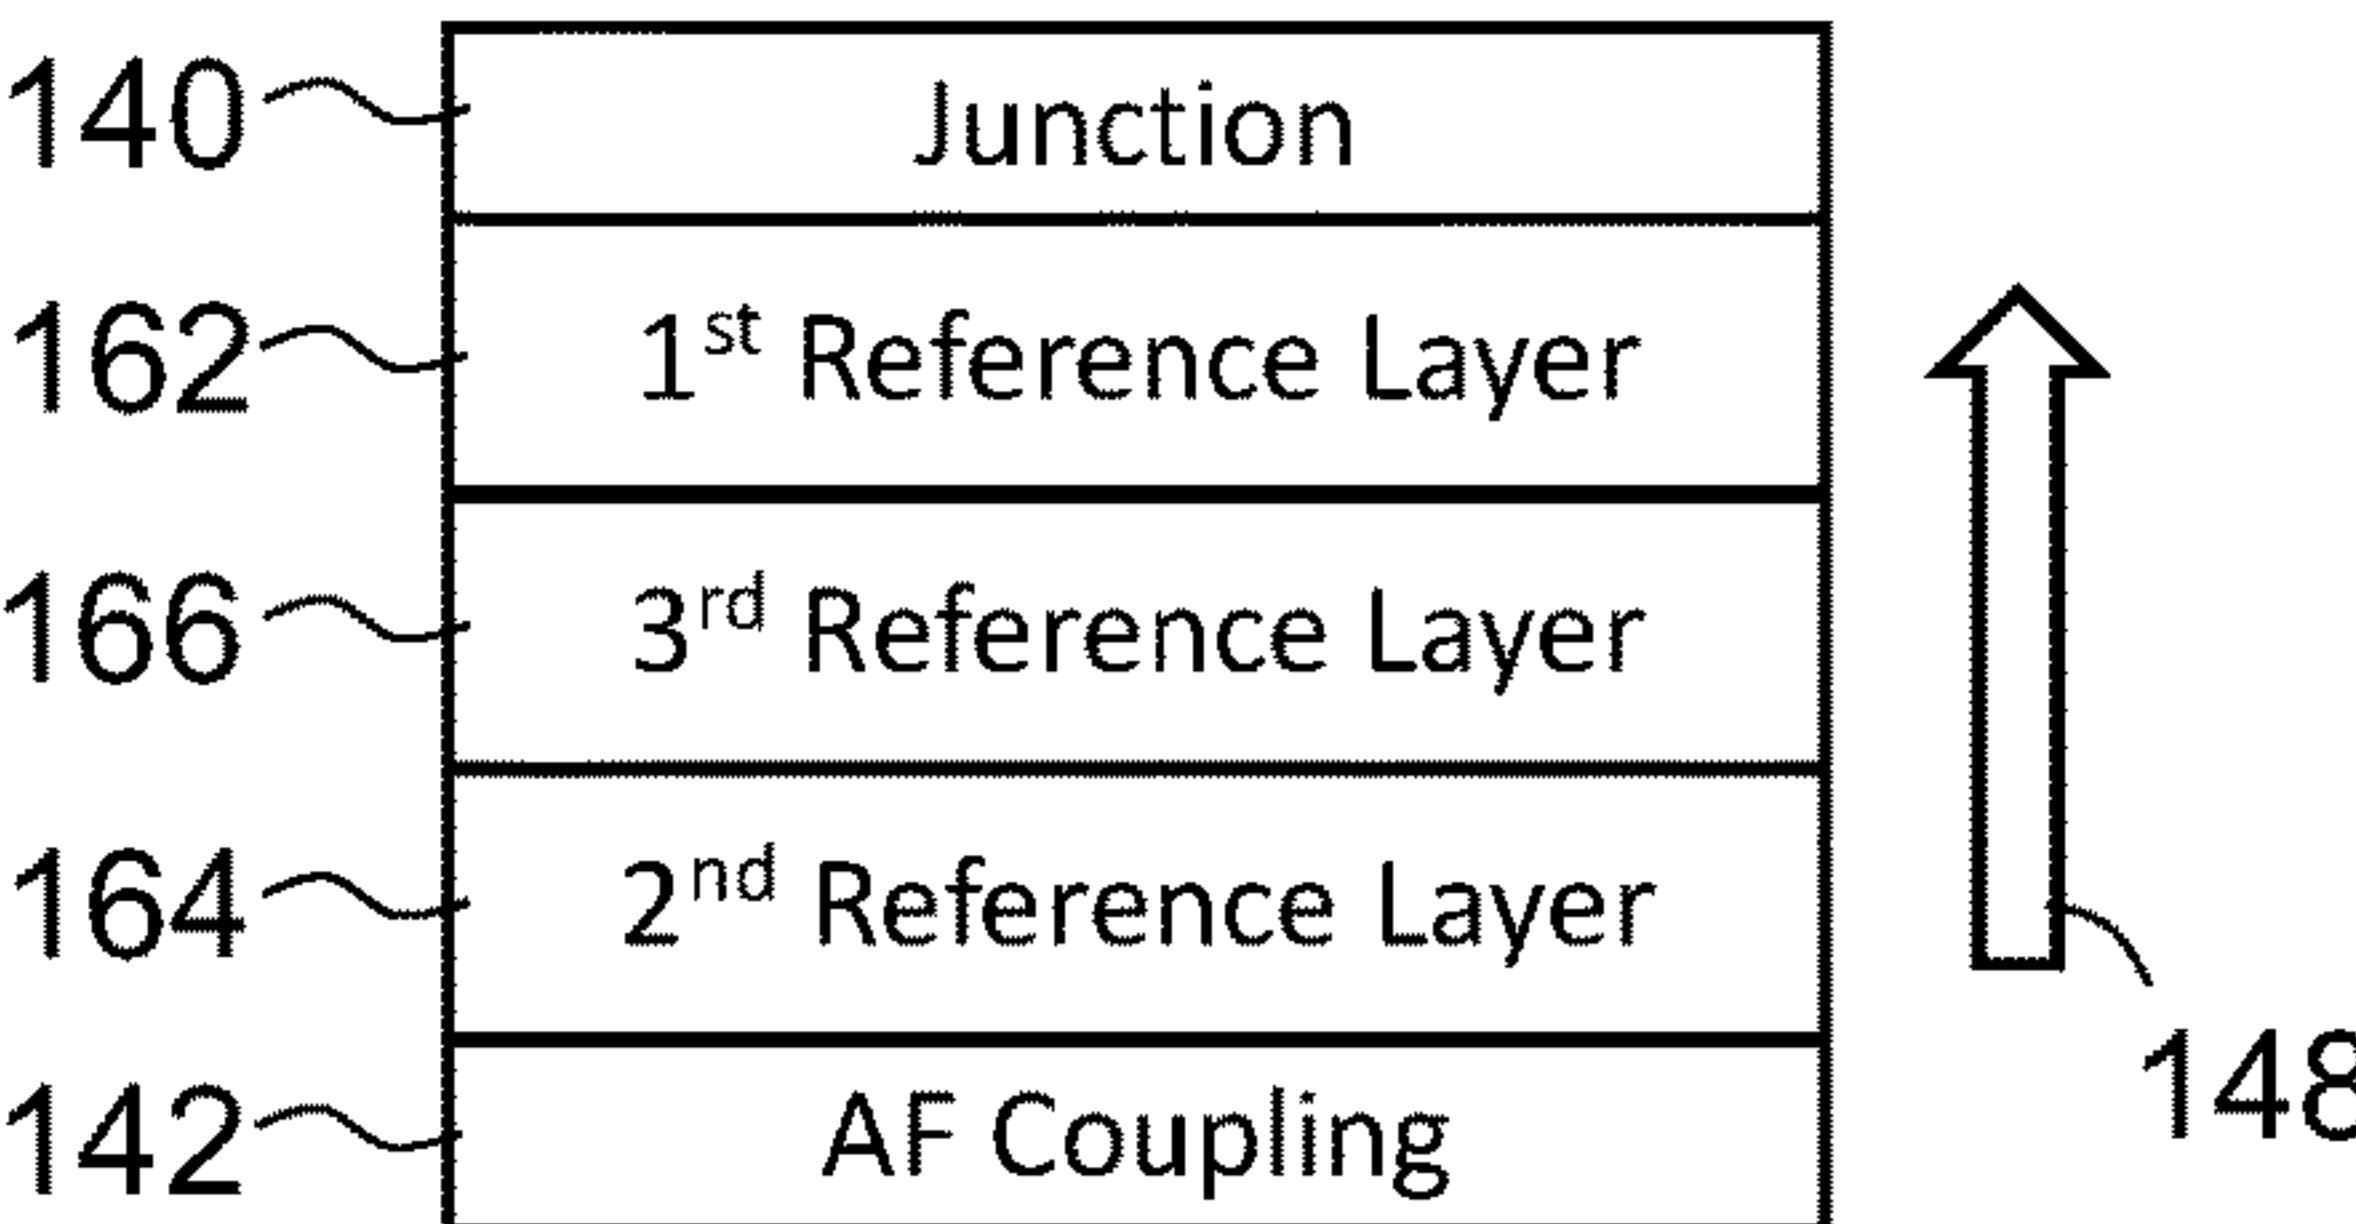 140 Junction
162 1st Reference Layer
166 3rd Reference Layer
164 2nd Reference Layer
148
142 AF Coupling